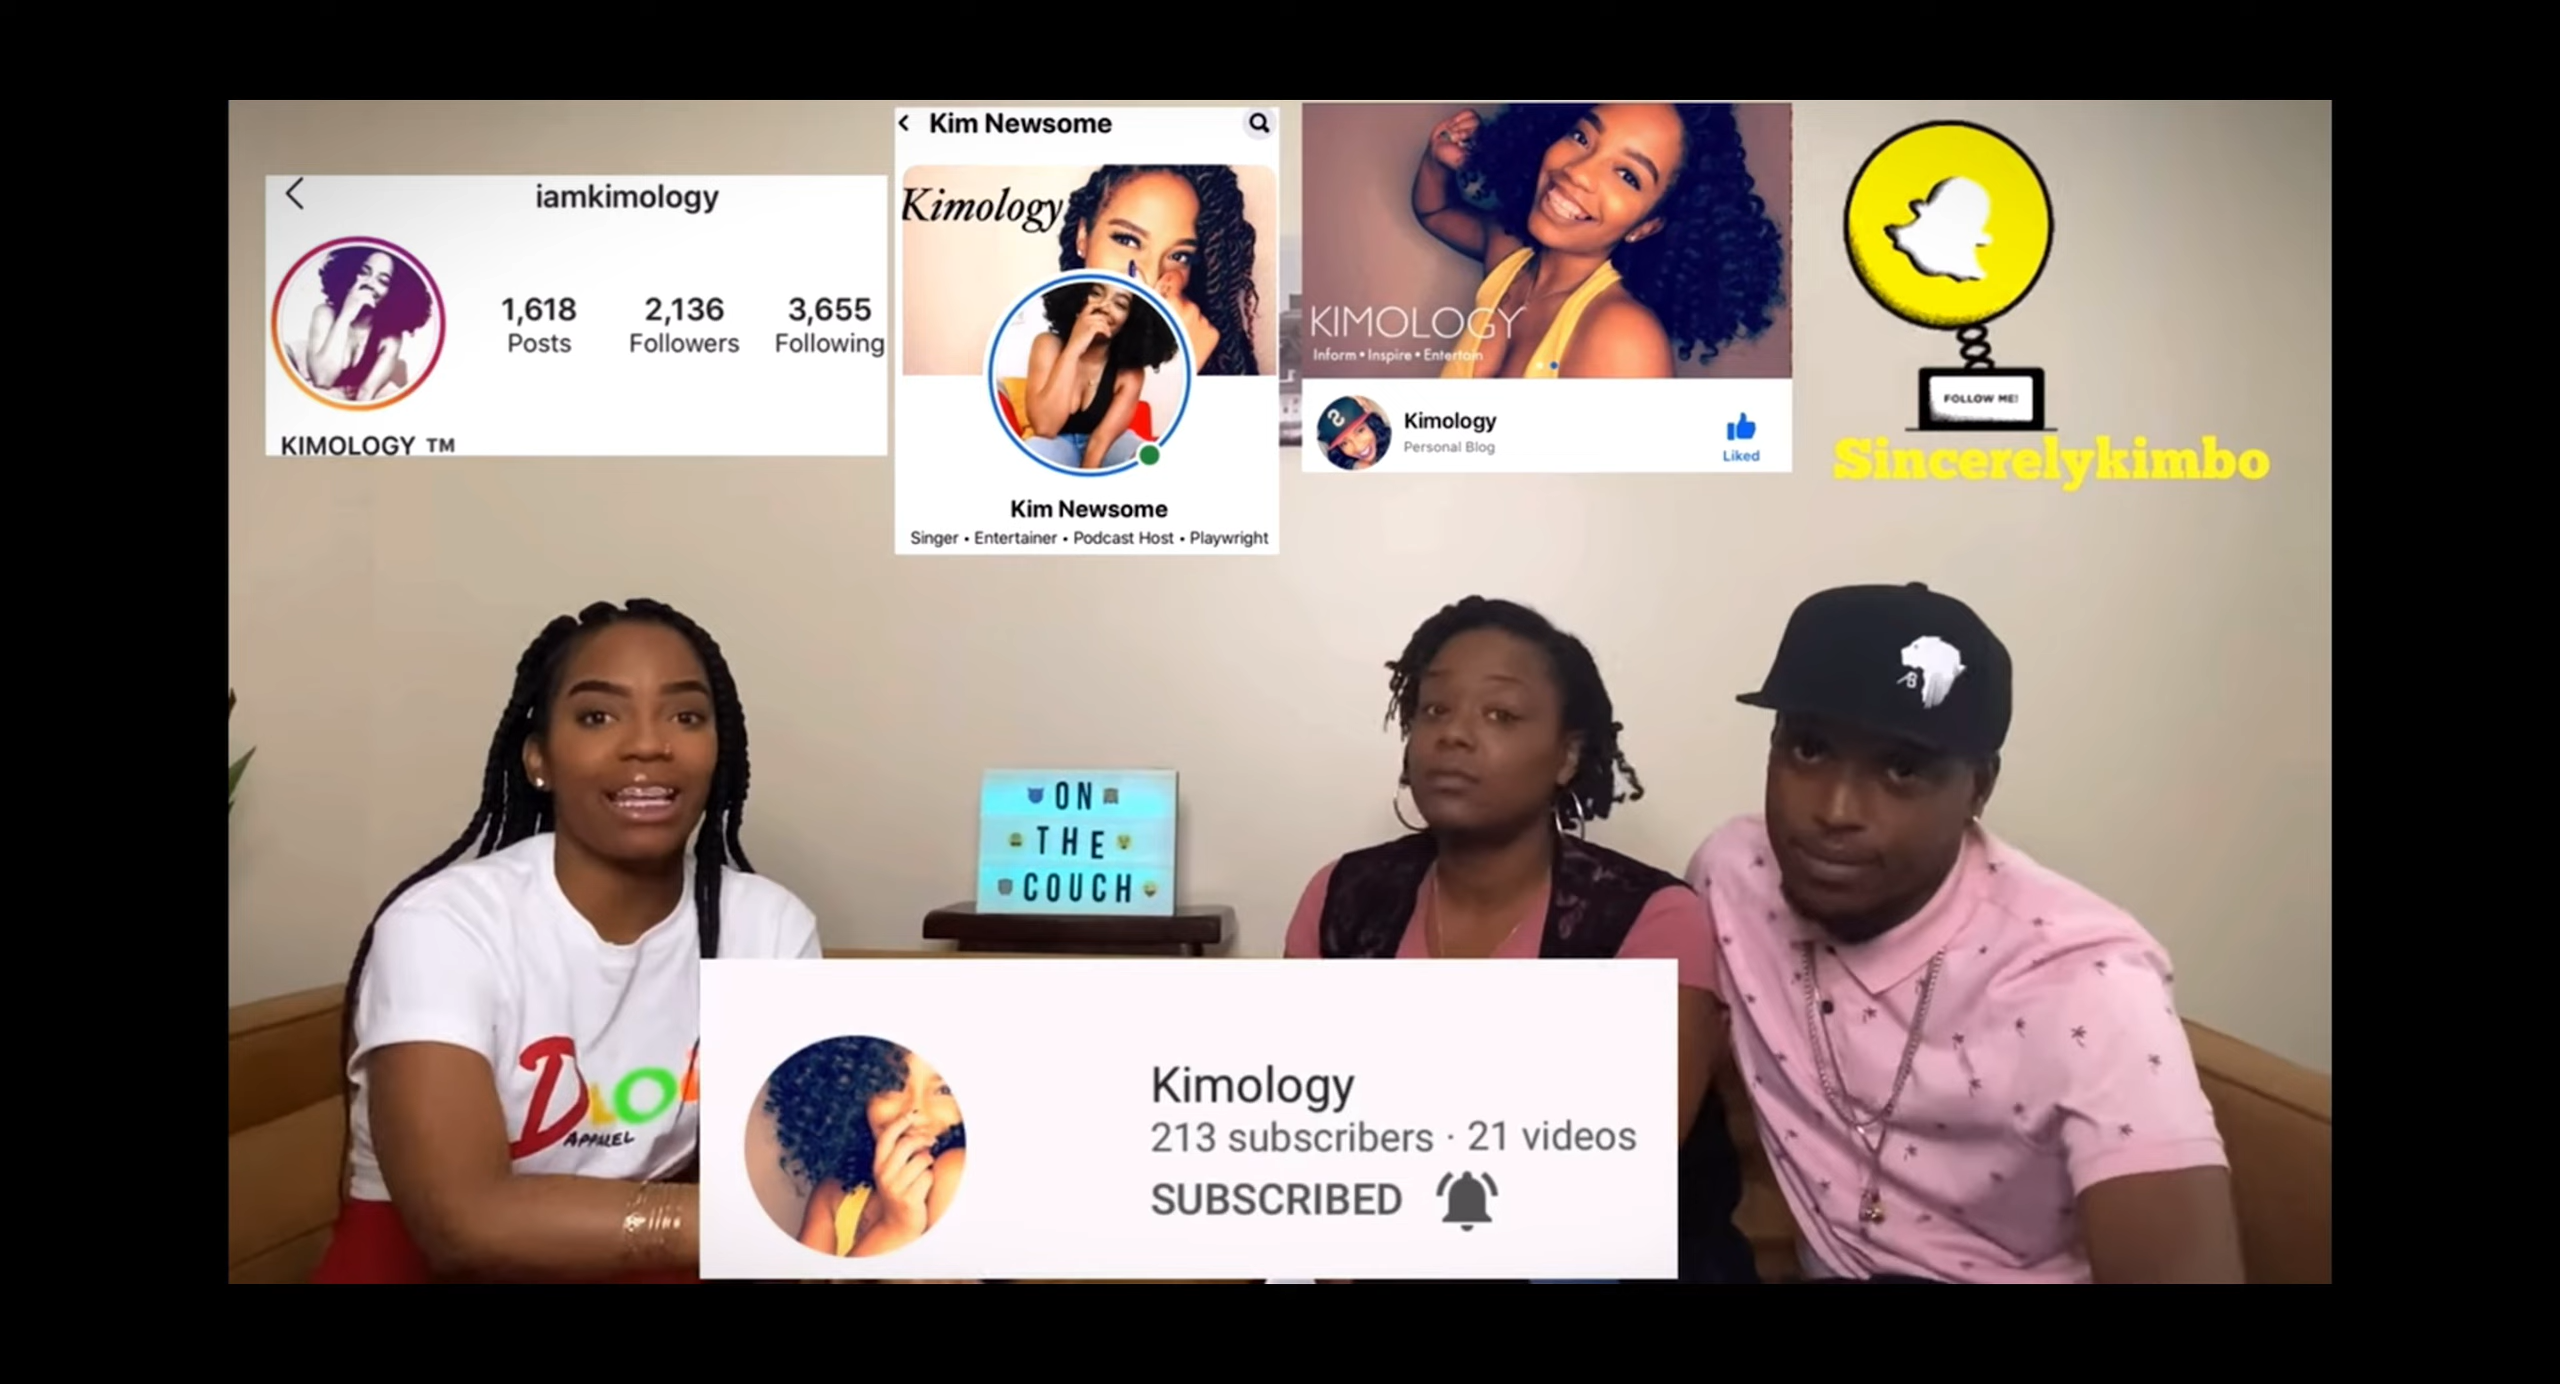 iamkimology
1,618 2,136 3,655
Posts Followers Following
KIMOLOGY ™
Kim Newsome
Kimology
Kim Newsome
Singer • Entertainer • Podcast Host • Playwright
KIMOLOGY
Inform • Inspire • Entertain
Kimology
Personal Blog
Liked
FOLLOW ME!
Sincerelykimbo
ON
THE
COUCH
APPAREL
Kimology
213 subscribers · 21 videos
SUBSCRIBED